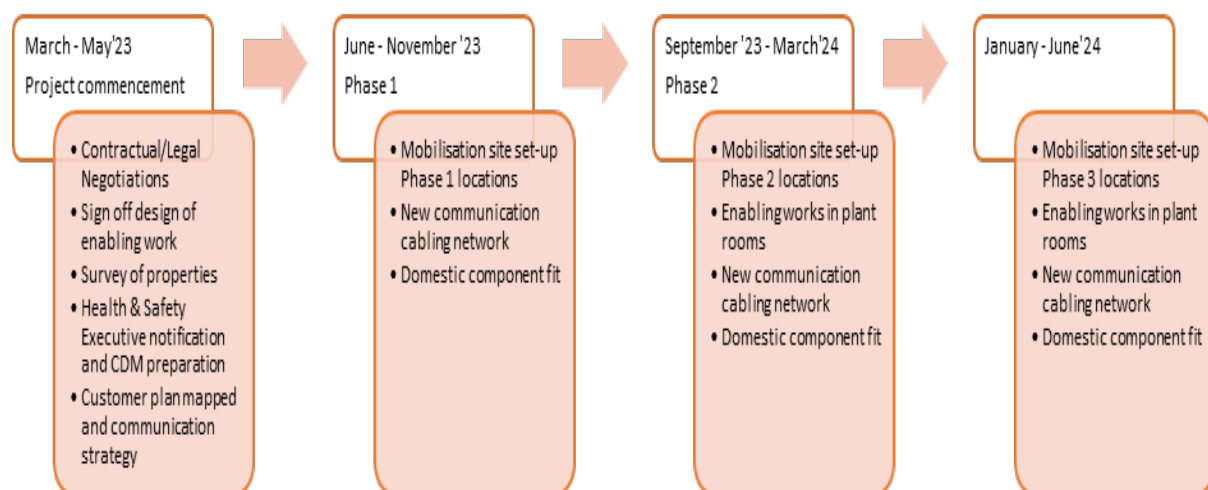 March - May'23
Project commencement
• Contractual/Legal
Negotiations
• Sign off design of
enabling work
• Survey of properties
• Health & Safety
Executive notification
and CDM preparation
• Customer plan mapped
and communication
strategy
June - November '23
Phase 1
• Mobilisation site set-up
Phase 1 locations
• New communication
cabling network
• Domestic component fit
September '23 - March'24
Phase 2
• Mobilisation site set-up
Phase 2 locations
• Enabling works in plant
rooms
• New communication
cabling network
• Domestic component fit
January - June'24
• Mobilisation site set-up
Phase 3 locations
• Enabling works in plant
rooms
• New communication
cabling network
• Domestic component fit